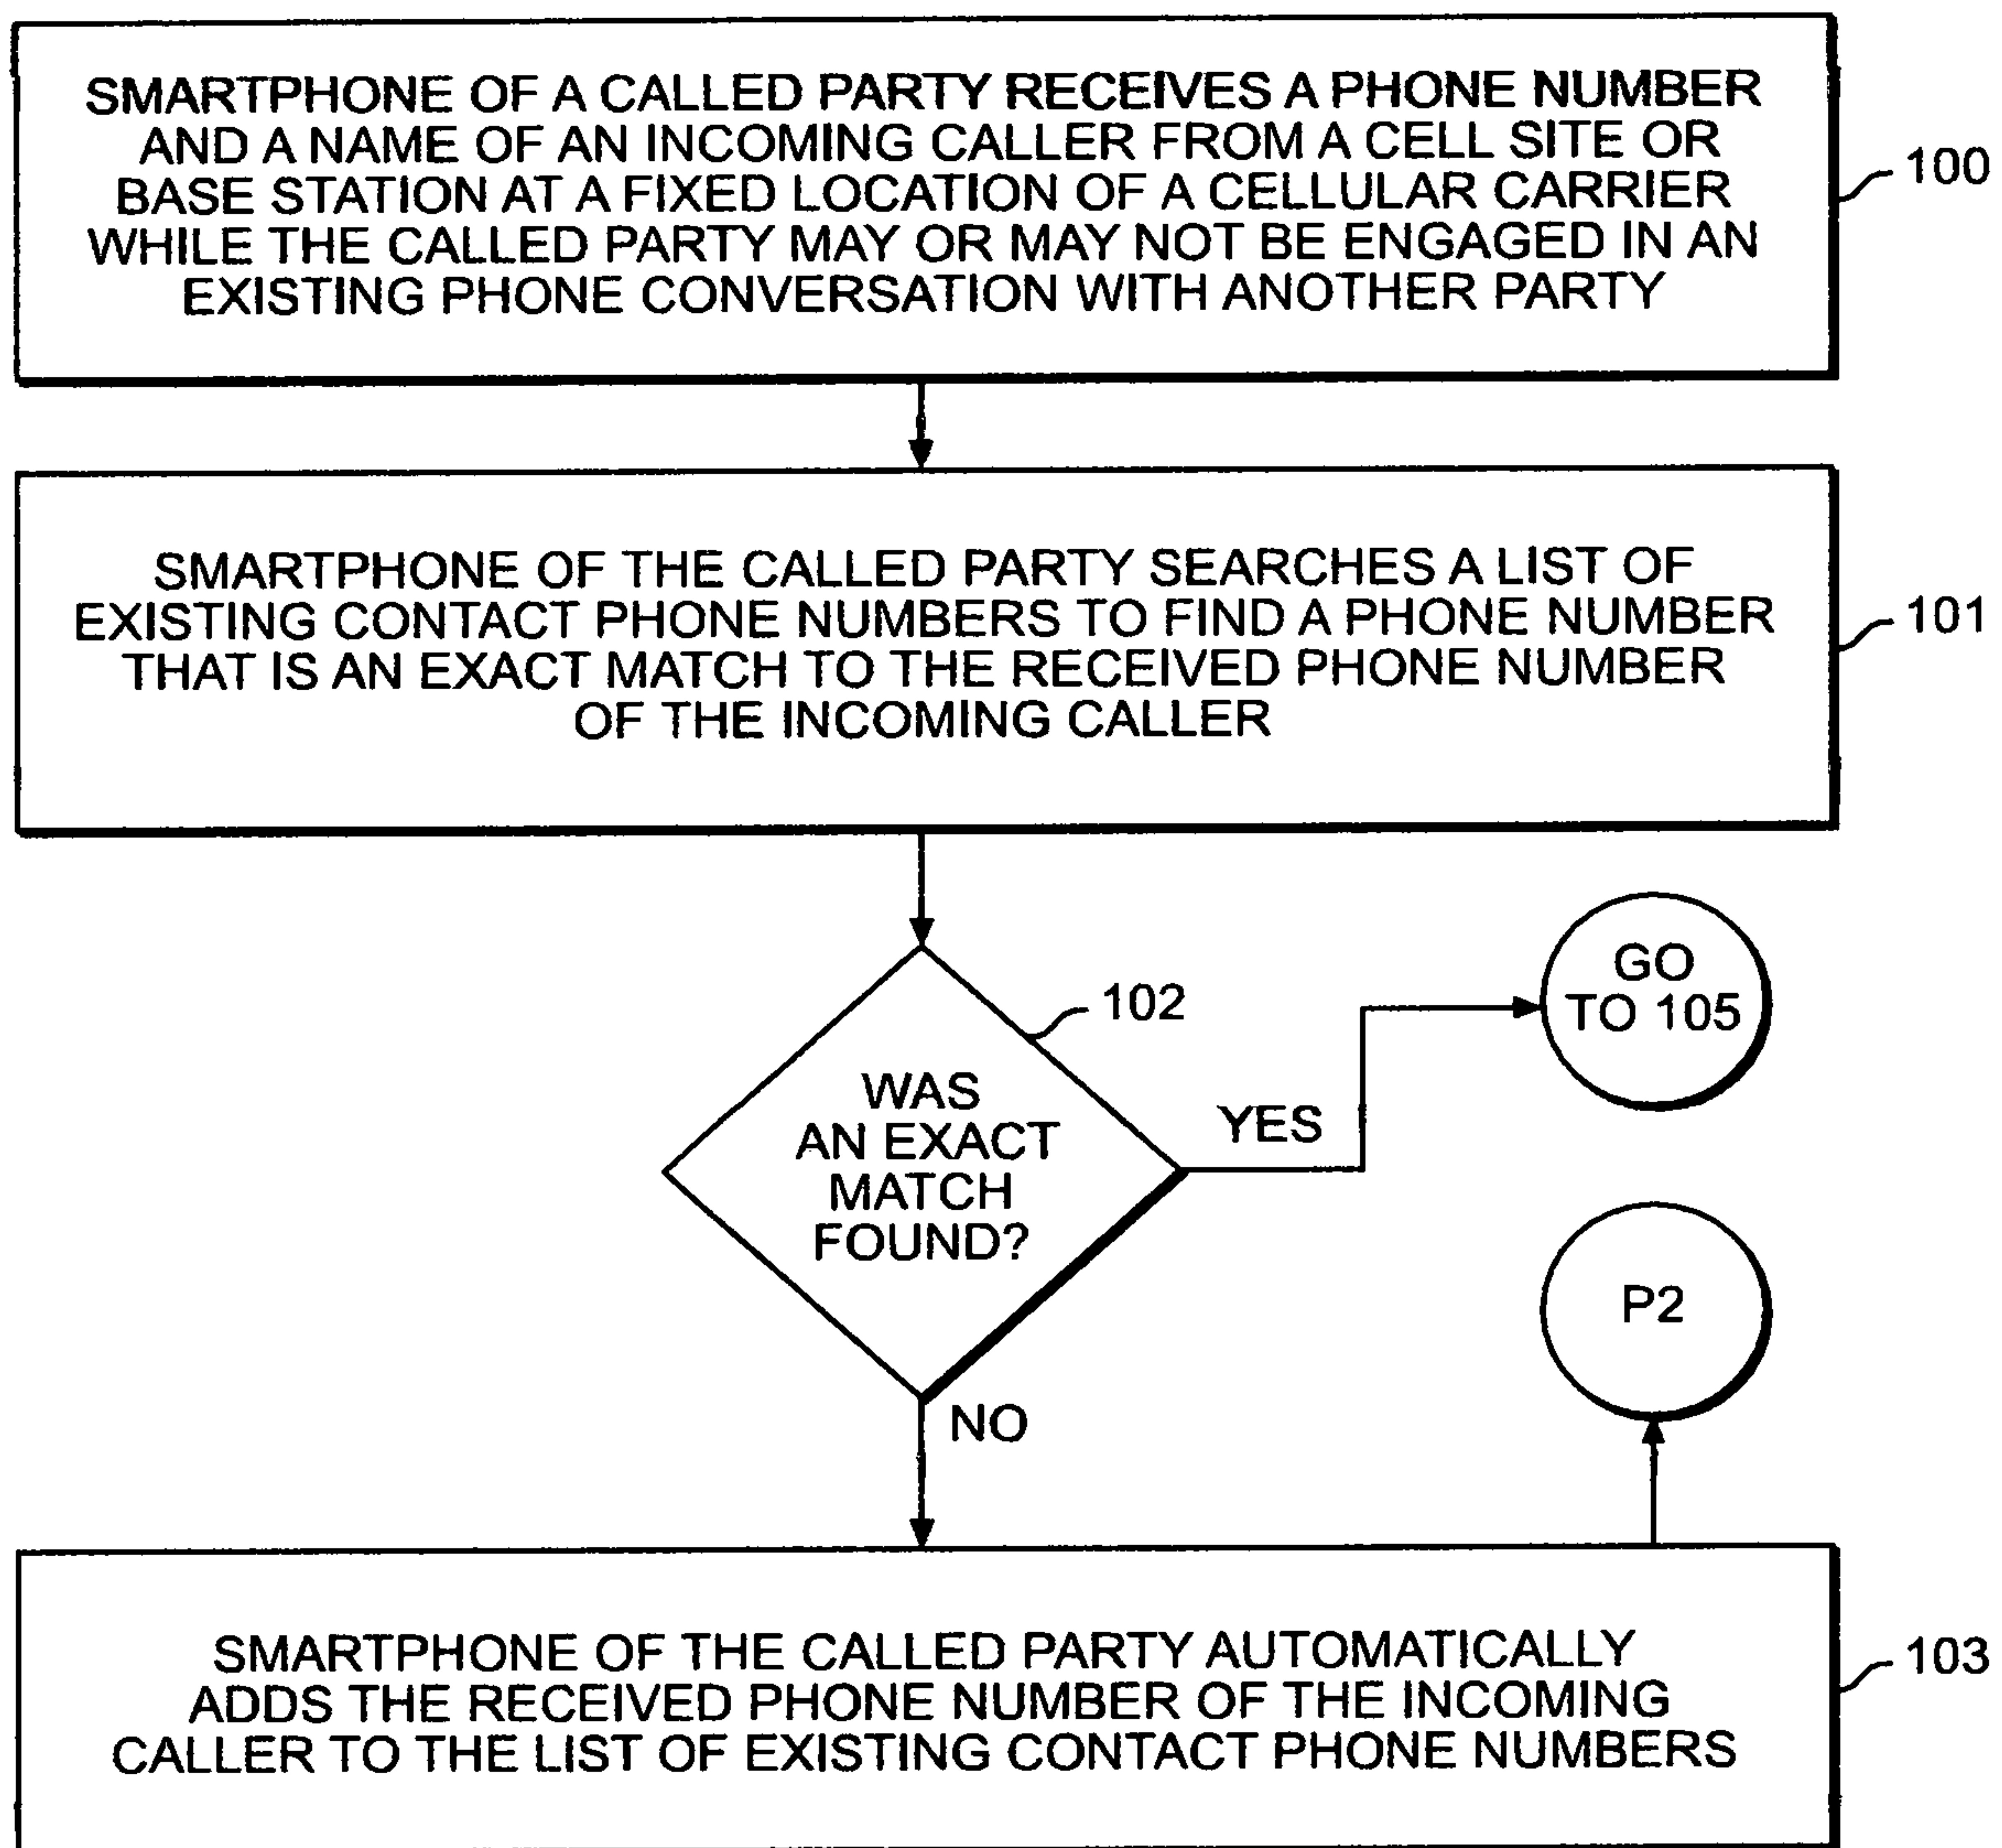 SMARTPHONE OF A CALLED PARTY RECEIVES A PHONE NUMBER
AND A NAME OF AN INCOMING CALLER FROM A CELL SITE OR
BASE STATION AT A FIXED LOCATION OF A CELLULAR CARRIER
WHILE THE CALLED PARTY MAY OR MAY NOT BE ENGAGED IN AN
EXISTING PHONE CONVERSATION WITH ANOTHER PARTY
100
SMARTPHONE OF THE CALLED PARTY SEARCHES A LIST OF
EXISTING CONTACT PHONE NUMBERS TO FIND A PHONE NUMBER
THAT IS AN EXACT MATCH TO THE RECEIVED PHONE NUMBER
OF THE INCOMING CALLER
101
102
WAS
AN EXACT
MATCH
FOUND?
YES
GO
TO 105
P2
NO
SMARTPHONE OF THE CALLED PARTY AUTOMATICALLY
ADDS THE RECEIVED PHONE NUMBER OF THE INCOMING
CALLER TO THE LIST OF EXISTING CONTACT PHONE NUMBERS
103